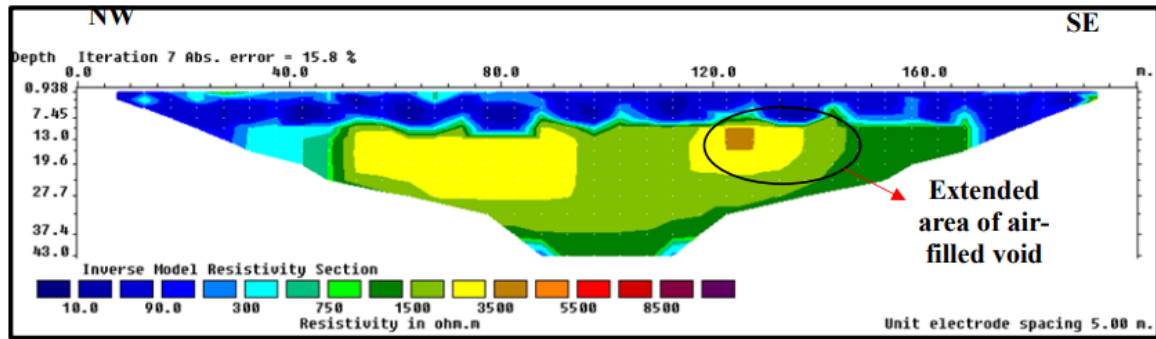 NW
SE
Depth Iteration 7 Abs. error = 15.8 %
0.0 40.0 80.0 120.0 160.0 m.
0.938
7.45
13.0
19.6
27.7
37.4
43.0
Extended
area of air-
filled void
Inverse Model Resistivity Section
10.0 90.0 300 750 1500 3500 5500 8500
Resistivity in ohm.m
Unit electrode spacing 5.00 m.